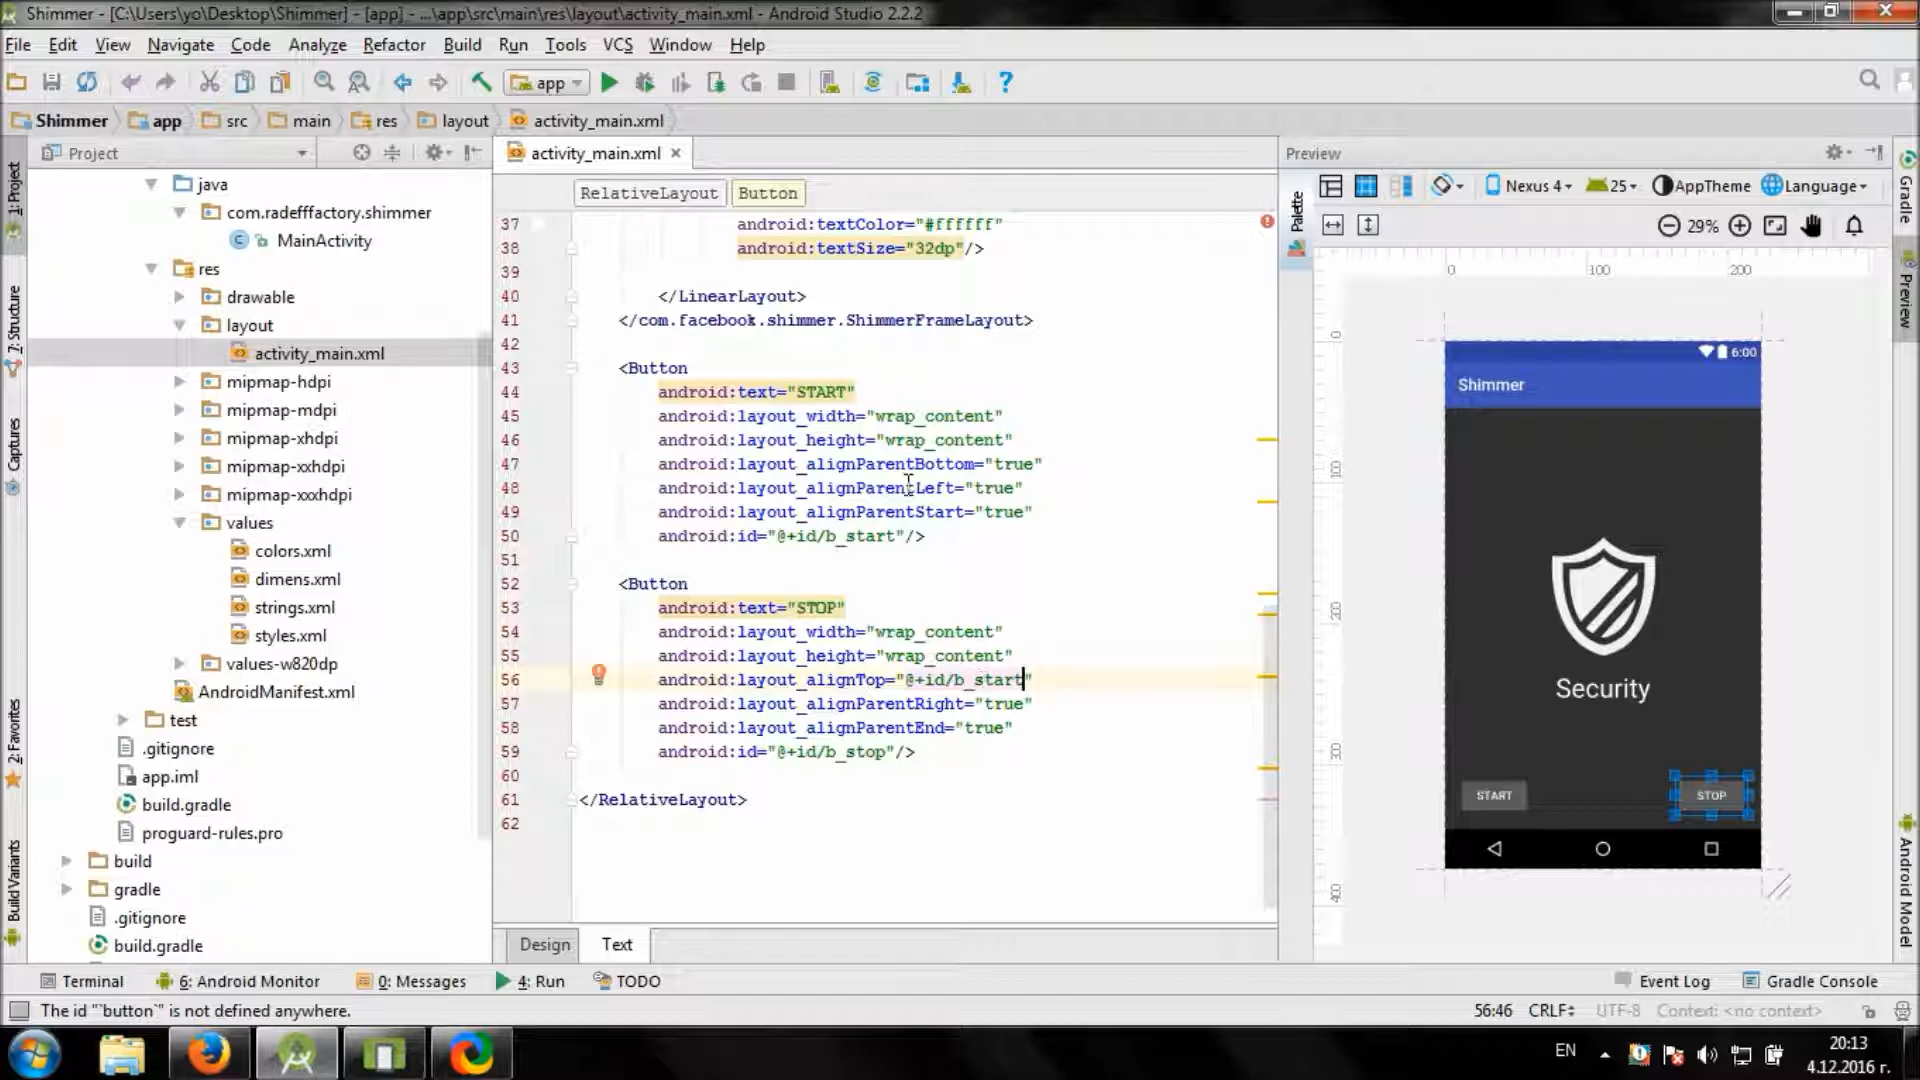 Shimmer - [C:\Users\yo\Desktop\Shimmer] - [app] - ...\app\src\main\res\layout\activity_main.xml - Android Studio 2.2.2
File Edit View Navigate Code Analyze Refactor Build Run Tools VCS Window Help
app
Shimmer app src main res layout activity_main.xml
1: Project
7: Structure
Captures
2: Favorites
Build Variants
Project
java
com.radefffactory.shimmer
MainActivity
res
drawable
layout
activity_main.xml
mipmap-hdpi
mipmap-mdpi
mipmap-xhdpi
mipmap-xxhdpi
mipmap-xxxhdpi
values
colors.xml
dimens.xml
strings.xml
styles.xml
values-w820dp
AndroidManifest.xml
test
.gitignore
app.iml
build.gradle
proguard-rules.pro
build
gradle
.gitignore
build.gradle
activity_main.xml
RelativeLayout Button
37 android:textColor="#ffffff"
38 android:textSize="32dp"/>
39
40 </LinearLayout>
41 </com.facebook.shimmer.ShimmerFrameLayout>
42
43 <Button
44 android:text="START"
45 android:layout_width="wrap_content"
46 android:layout_height="wrap_content"
47 android:layout_alignParentBottom="true"
48 android:layout_alignParentLeft="true"
49 android:layout_alignParentStart="true"
50 android:id="@+id/b_start"/>
51
52 <Button
53 android:text="STOP"
54 android:layout_width="wrap_content"
55 android:layout_height="wrap_content"
56 android:layout_alignTop="@+id/b_start"
57 android:layout_alignParentRight="true"
58 android:layout_alignParentEnd="true"
59 android:id="@+id/b_stop"/>
60
61 </RelativeLayout>
62
Design Text
Preview
Palette
Nexus 4 25 AppTheme Language
29%
0 100 200
0
100
200
300
400
6:00
Shimmer
Security
START STOP
Gradle
Preview
Android Model
Terminal 6: Android Monitor 0: Messages 4: Run TODO Event Log Gradle Console
The id "`button`" is not defined anywhere. 56:46 CRLF UTF-8 Context: <no context>
EN 20:13
4.12.2016 г.